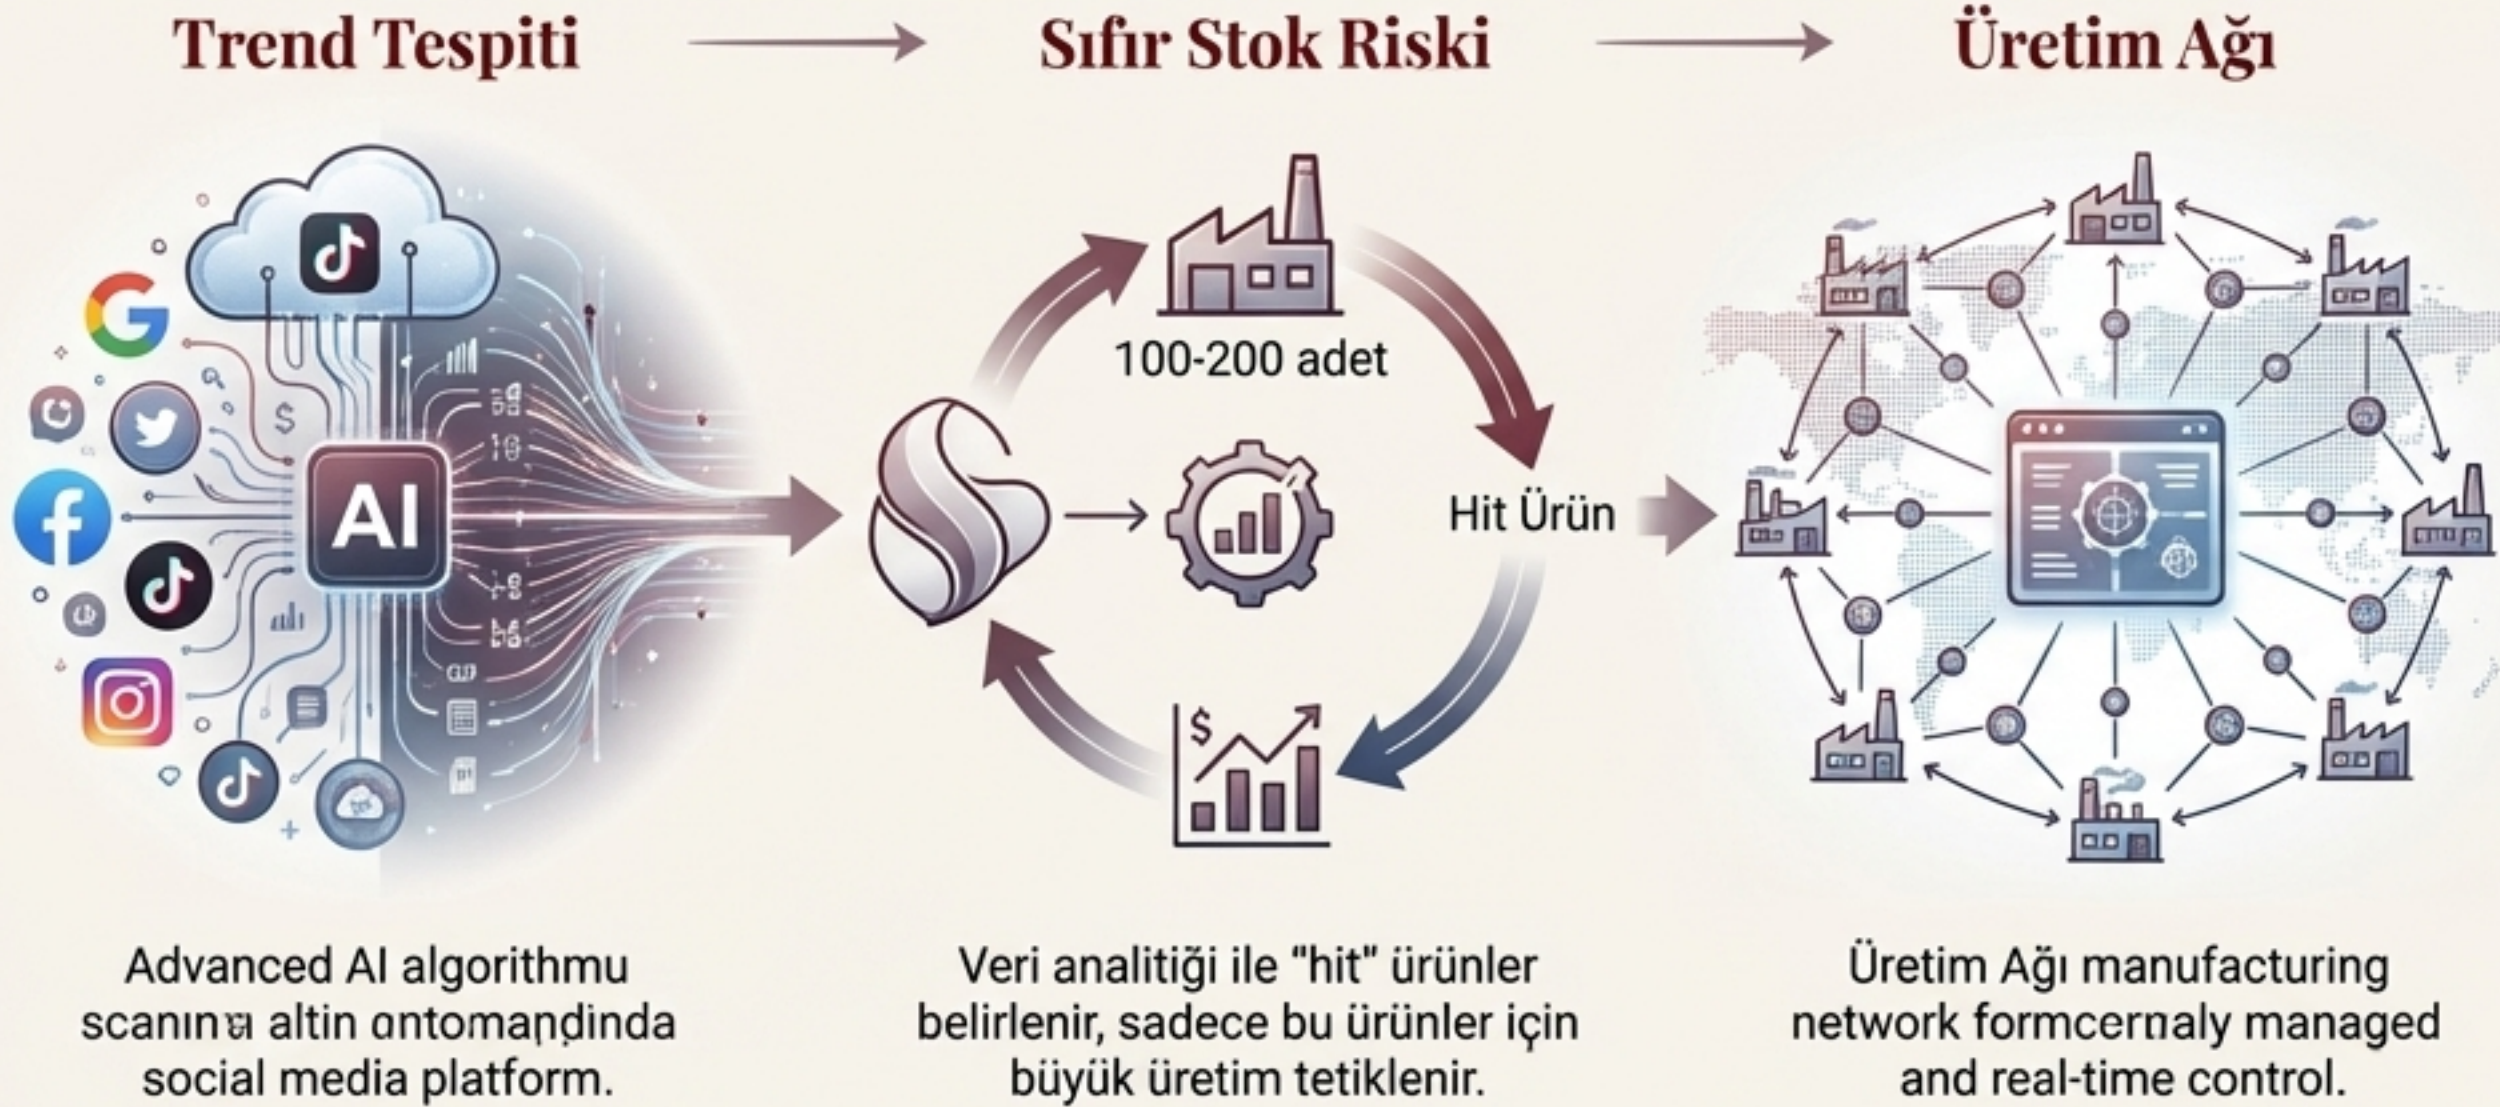 Trend Tespiti
Sıfır Stok Riski
Üretim Ağı
AI
100-200 adet
Hit Ürün
$
$
Advanced AI algorithmu
altin
social media platform.
Veri analitiği ile “hit” ürünler
belirlenir, sadece bu ürünler için
büyük üretim tetiklenir.
Üretim Ağı manufacturing
network managed
and real-time control.